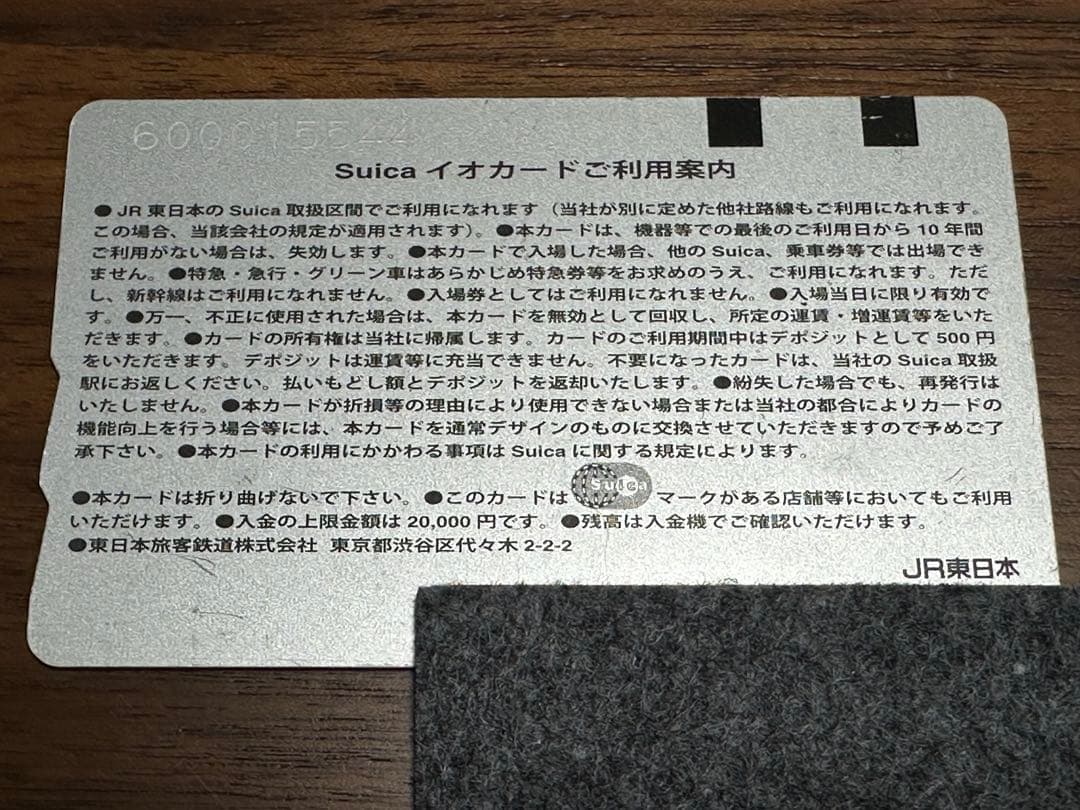 600015544
Suica イオカードご利用案内
●JR 東日本の Suica 取扱区間でご利用になれます（当社が別に定めた他社路線もご利用になれます。
この場合、当該会社の規定が適用されます）。●本カードは、機器等での最後のご利用日から 10 年間
ご利用がない場合は、失効します。●本カードで入場した場合、他の Suica、乗車券等では出場でき
ません。●特急・急行・グリーン車はあらかじめ特急券等をお求めのうえ、ご利用になれます。ただ
し、新幹線はご利用になれません。●入場券としてはご利用になれません。●入場当日に限り有効で
す。●万一、不正に使用された場合は、本カードを無効として回収し、所定の運賃・増運賃等をいた
だきます。●カードの所有権は当社に帰属します。カードのご利用期間中はデポジットとして 500 円
をいただきます。デポジットは運賃等に充当できません。不要になったカードは、当社の Suica 取扱
駅にお返しください。払いもどし額とデポジットを返却いたします。●紛失した場合でも、再発行は
いたしません。●本カードが折損等の理由により使用できない場合または当社の都合によりカードの
機能向上を行う場合等には、本カードを通常デザインのものに交換させていただきますので予めご了
承下さい。●本カードの利用にかかわる事項は Suica に関する規定によります。
●本カードは折り曲げないで下さい。●このカードは Suica マークがある店舗等においてもご利用
いただけます。●入金の上限金額は 20,000 円です。●残高は入金機でご確認いただけます。
●東日本旅客鉄道株式会社 東京都渋谷区代々木 2-2-2
JR東日本